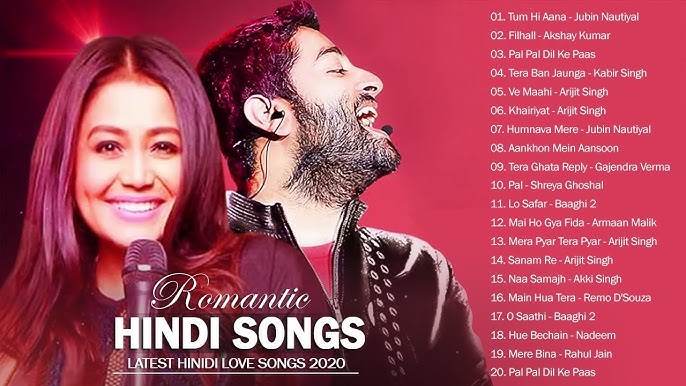 Romantic
HINDI SONGS
LATEST HINIDI LOVE SONGS 2020
01. Tum Hi Aana - Jubin Nautiyal
02. Filhall - Akshay Kumar
03. Pal Pal Dil Ke Paas
04. Tera Ban Jaunga - Kabir Singh
05. Ve Maahi - Arijit Singh
06. Khairiyat - Arijit Singh
07. Humnava Mere - Jubin Nautiyal
08. Aankhon Mein Aansoon
09. Tera Ghata Reply - Gajendra Verma
10. Pal - Shreya Ghoshal
11. Lo Safar - Baaghi 2
12. Mai Ho Gya Fida - Armaan Malik
13. Mera Pyar Tera Pyar - Arijit Singh
14. Sanam Re - Arijit Singh
15. Naa Samajh - Akki Singh
16. Main Hua Tera - Remo D'Souza
17. O Saathi - Baaghi 2
18. Hue Bechain - Nadeem
19. Mere Bina - Rahul Jain
20. Pal Pal Dil Ke Paas